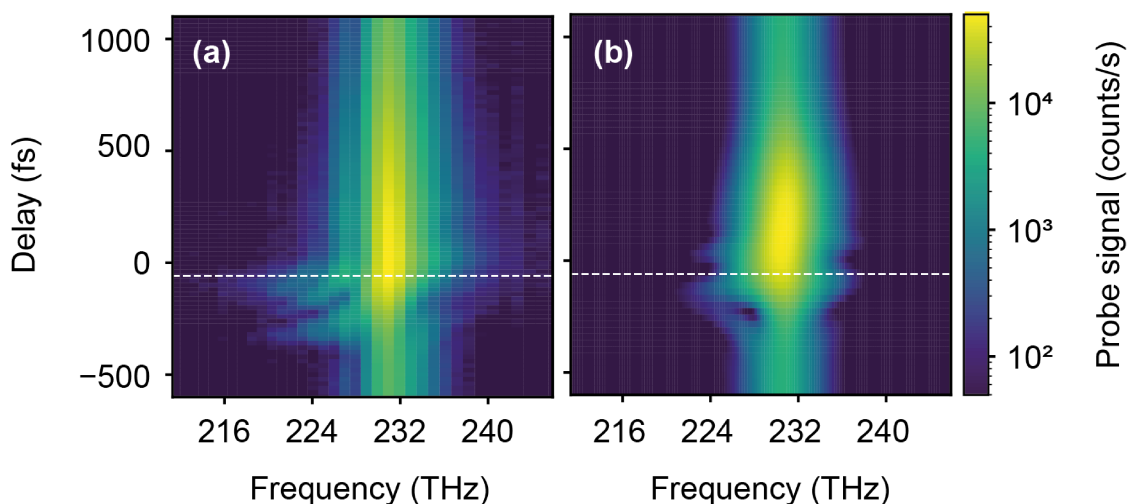 (a)
(b)
1000
500
0
−500
Delay (fs)
216
224
232
240
216
224
232
240
Frequency (THz)
Frequency (THz)
10⁴
10³
10²
Probe signal (counts/s)